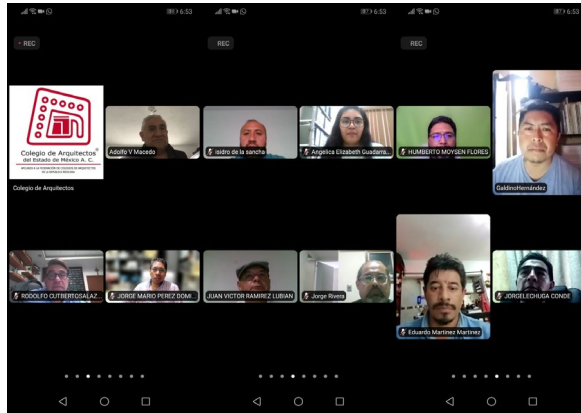 6:53
6:53
6:53
REC
REC
REC
Colegio de Arquitectos
del Estado de México A. C.
Colegio de Arquitectos
Adolfo V Macedo
Isidro de la sancha
Angelica Elizabeth Guadarra...
HUMBERTO MOYSEN FLORES
GaldinoHernández
RODOLFO CUTBERTOSALAZ...
JORGE MARIO PEREZ DOMI...
JUAN VICTOR RAMIREZ LUBIAN
Jorge Rivera
Eduardo Martinez Martinez
JORGELECHUGA CONDE